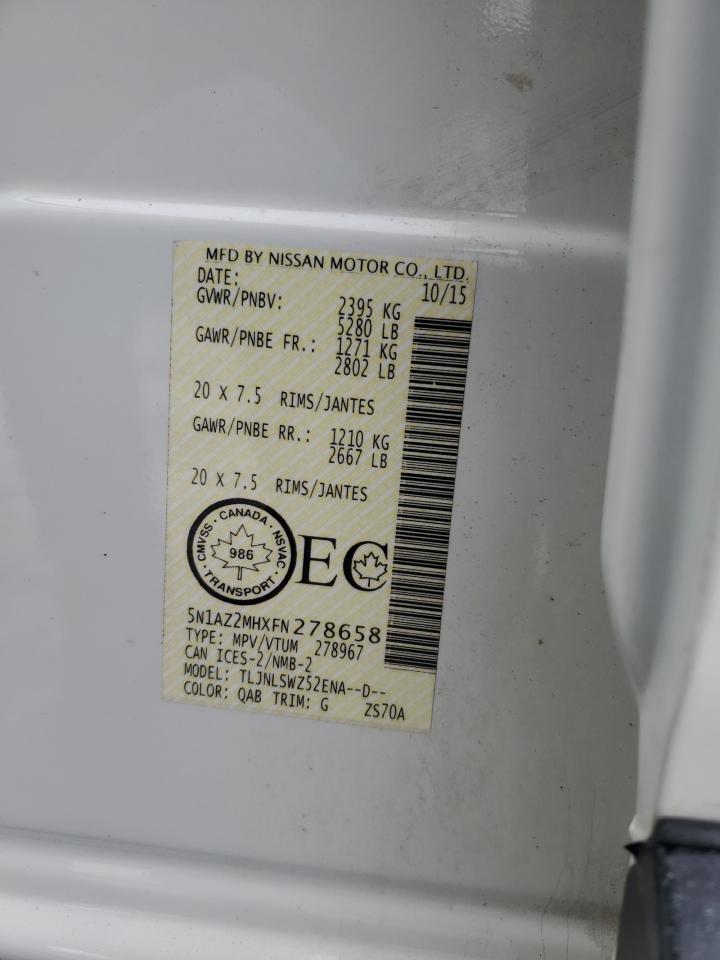 MFD BY NISSAN MOTOR CO., LTD.
DATE: 10/15
GVWR/PNBV: 2395 KG
5280 LB
GAWR/PNBE FR.: 1271 KG
2802 LB
20 X 7.5 RIMS/JANTES
GAWR/PNBE RR.: 1210 KG
2667 LB
20 X 7.5 RIMS/JANTES
CMVSS · CANADA · NSVAC · TRANSPORT ·
986
EC
5N1AZ2MHXFN278658
TYPE: MPV/VTUM 278967
CAN ICES-2/NMB-2
MODEL: TLJNLSWZ52ENA--D--
COLOR: QAB TRIM: G ZS70A